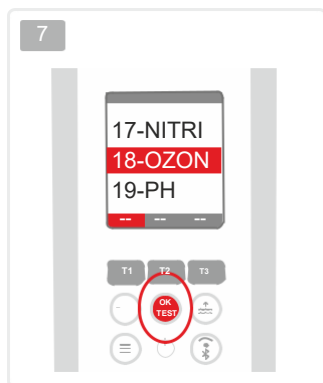 7
17-NITRI
18-OZON
19-PH
-- -- --
T1 T2 T3
OK
TEST